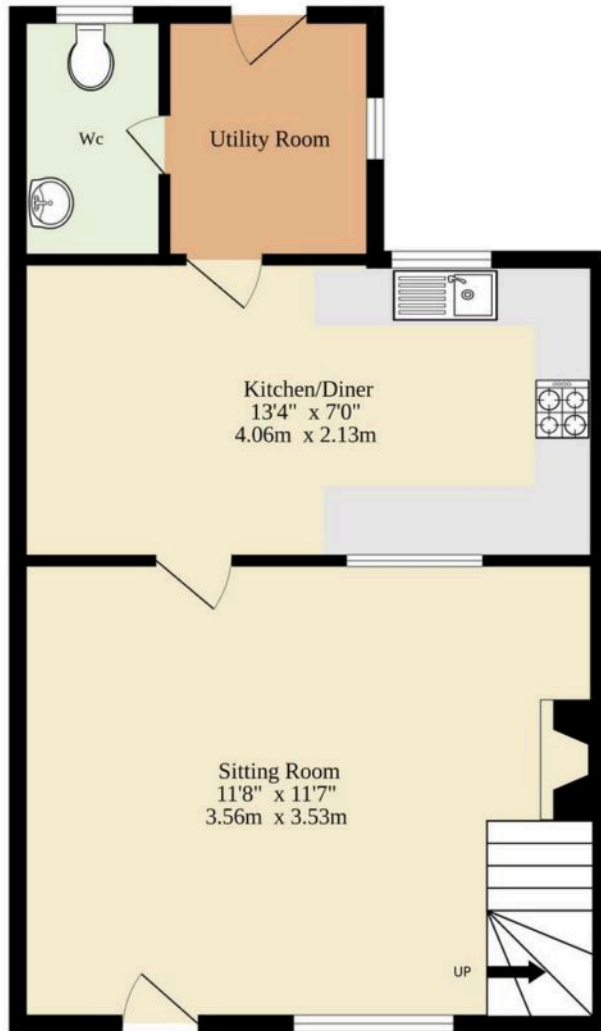 Wc
Utility Room
Kitchen/Diner
13'4" x 7'0"
4.06m x 2.13m
Sitting Room
11'8" x 11'7"
3.56m x 3.53m
UP